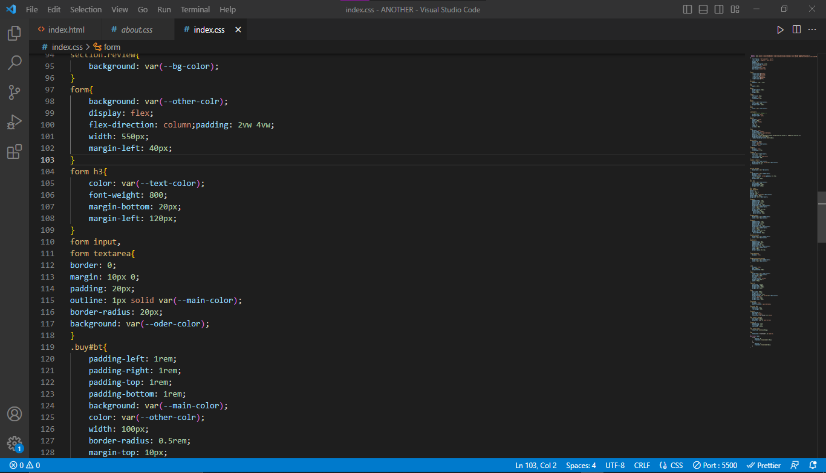 File Edit Selection View Go Run Terminal Help
index.css - ANOTHER - Visual Studio Code
<> index.html
# about.css
# index.css ×
# index.css > form
94 section.review{
95 background: var(--bg-color);
96 }
97 form{
98 background: var(--other-colr);
99 display: flex;
100 flex-direction: column;padding: 2vw 4vw;
101 width: 550px;
102 margin-left: 40px;
103 }
104 form h3{
105 color: var(--text-color);
106 font-weight: 800;
107 margin-bottom: 20px;
108 margin-left: 120px;
109 }
110 form input,
111 form textarea{
112 border: 0;
113 margin: 10px 0;
114 padding: 20px;
115 outline: 1px solid var(--main-color);
116 border-radius: 20px;
117 background: var(--oder-color);
118 }
119 .buy#bt{
120 padding-left: 1rem;
121 padding-right: 1rem;
122 padding-top: 1rem;
123 padding-bottom: 1rem;
124 background: var(--main-color);
125 color: var(--other-colr);
126 width: 100px;
127 border-radius: 0.5rem;
128 margin-top: 10px;
1
0 0 Ln 103, Col 2 Spaces: 4 UTF-8 CRLF {} CSS Port : 5500 Prettier